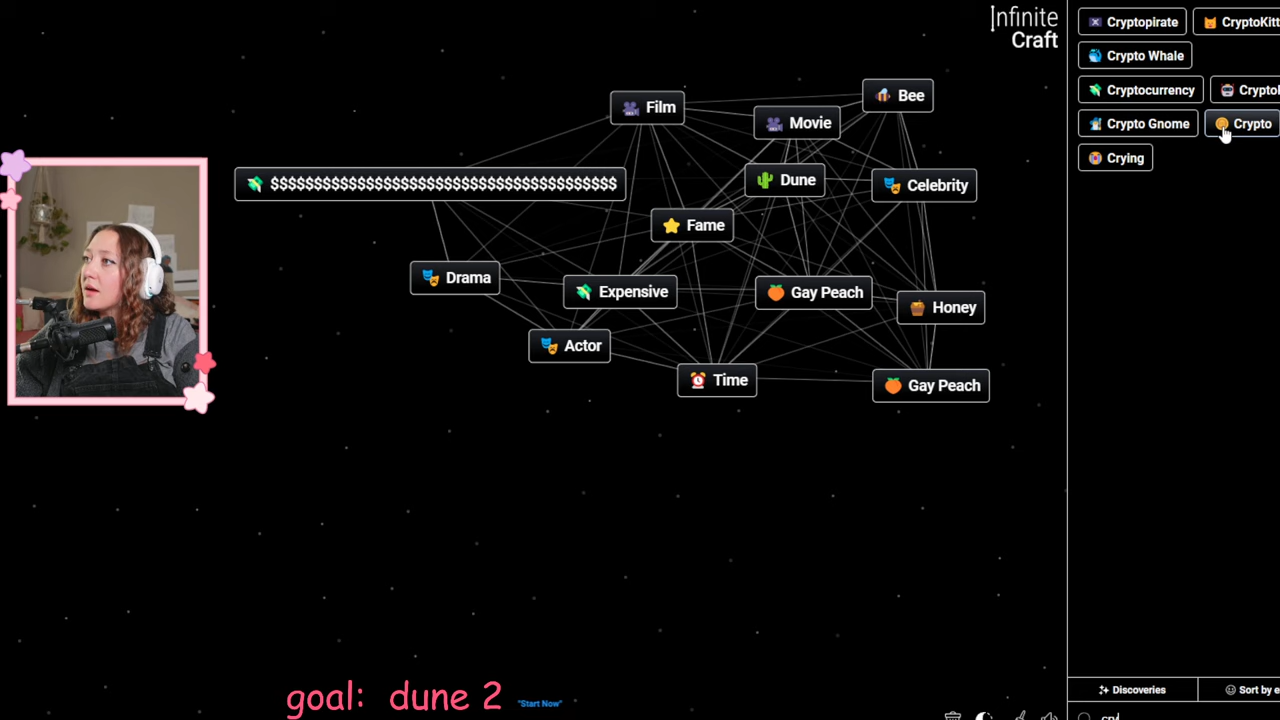 Infinite
Craft
Film
Movie
Bee
$$$$$$$$$$$$$$$$$$$$$$$$$$$$$$$$$$$$$$$$
Dune
Celebrity
Fame
Drama
Expensive
Gay Peach
Honey
Actor
Time
Gay Peach
Cryptopirate
CryptoKitt
Crypto Whale
Cryptocurrency
Crypto Gnome
Crypto
Crying
Discoveries
Sort by e
goal: dune 2
"Start Now"